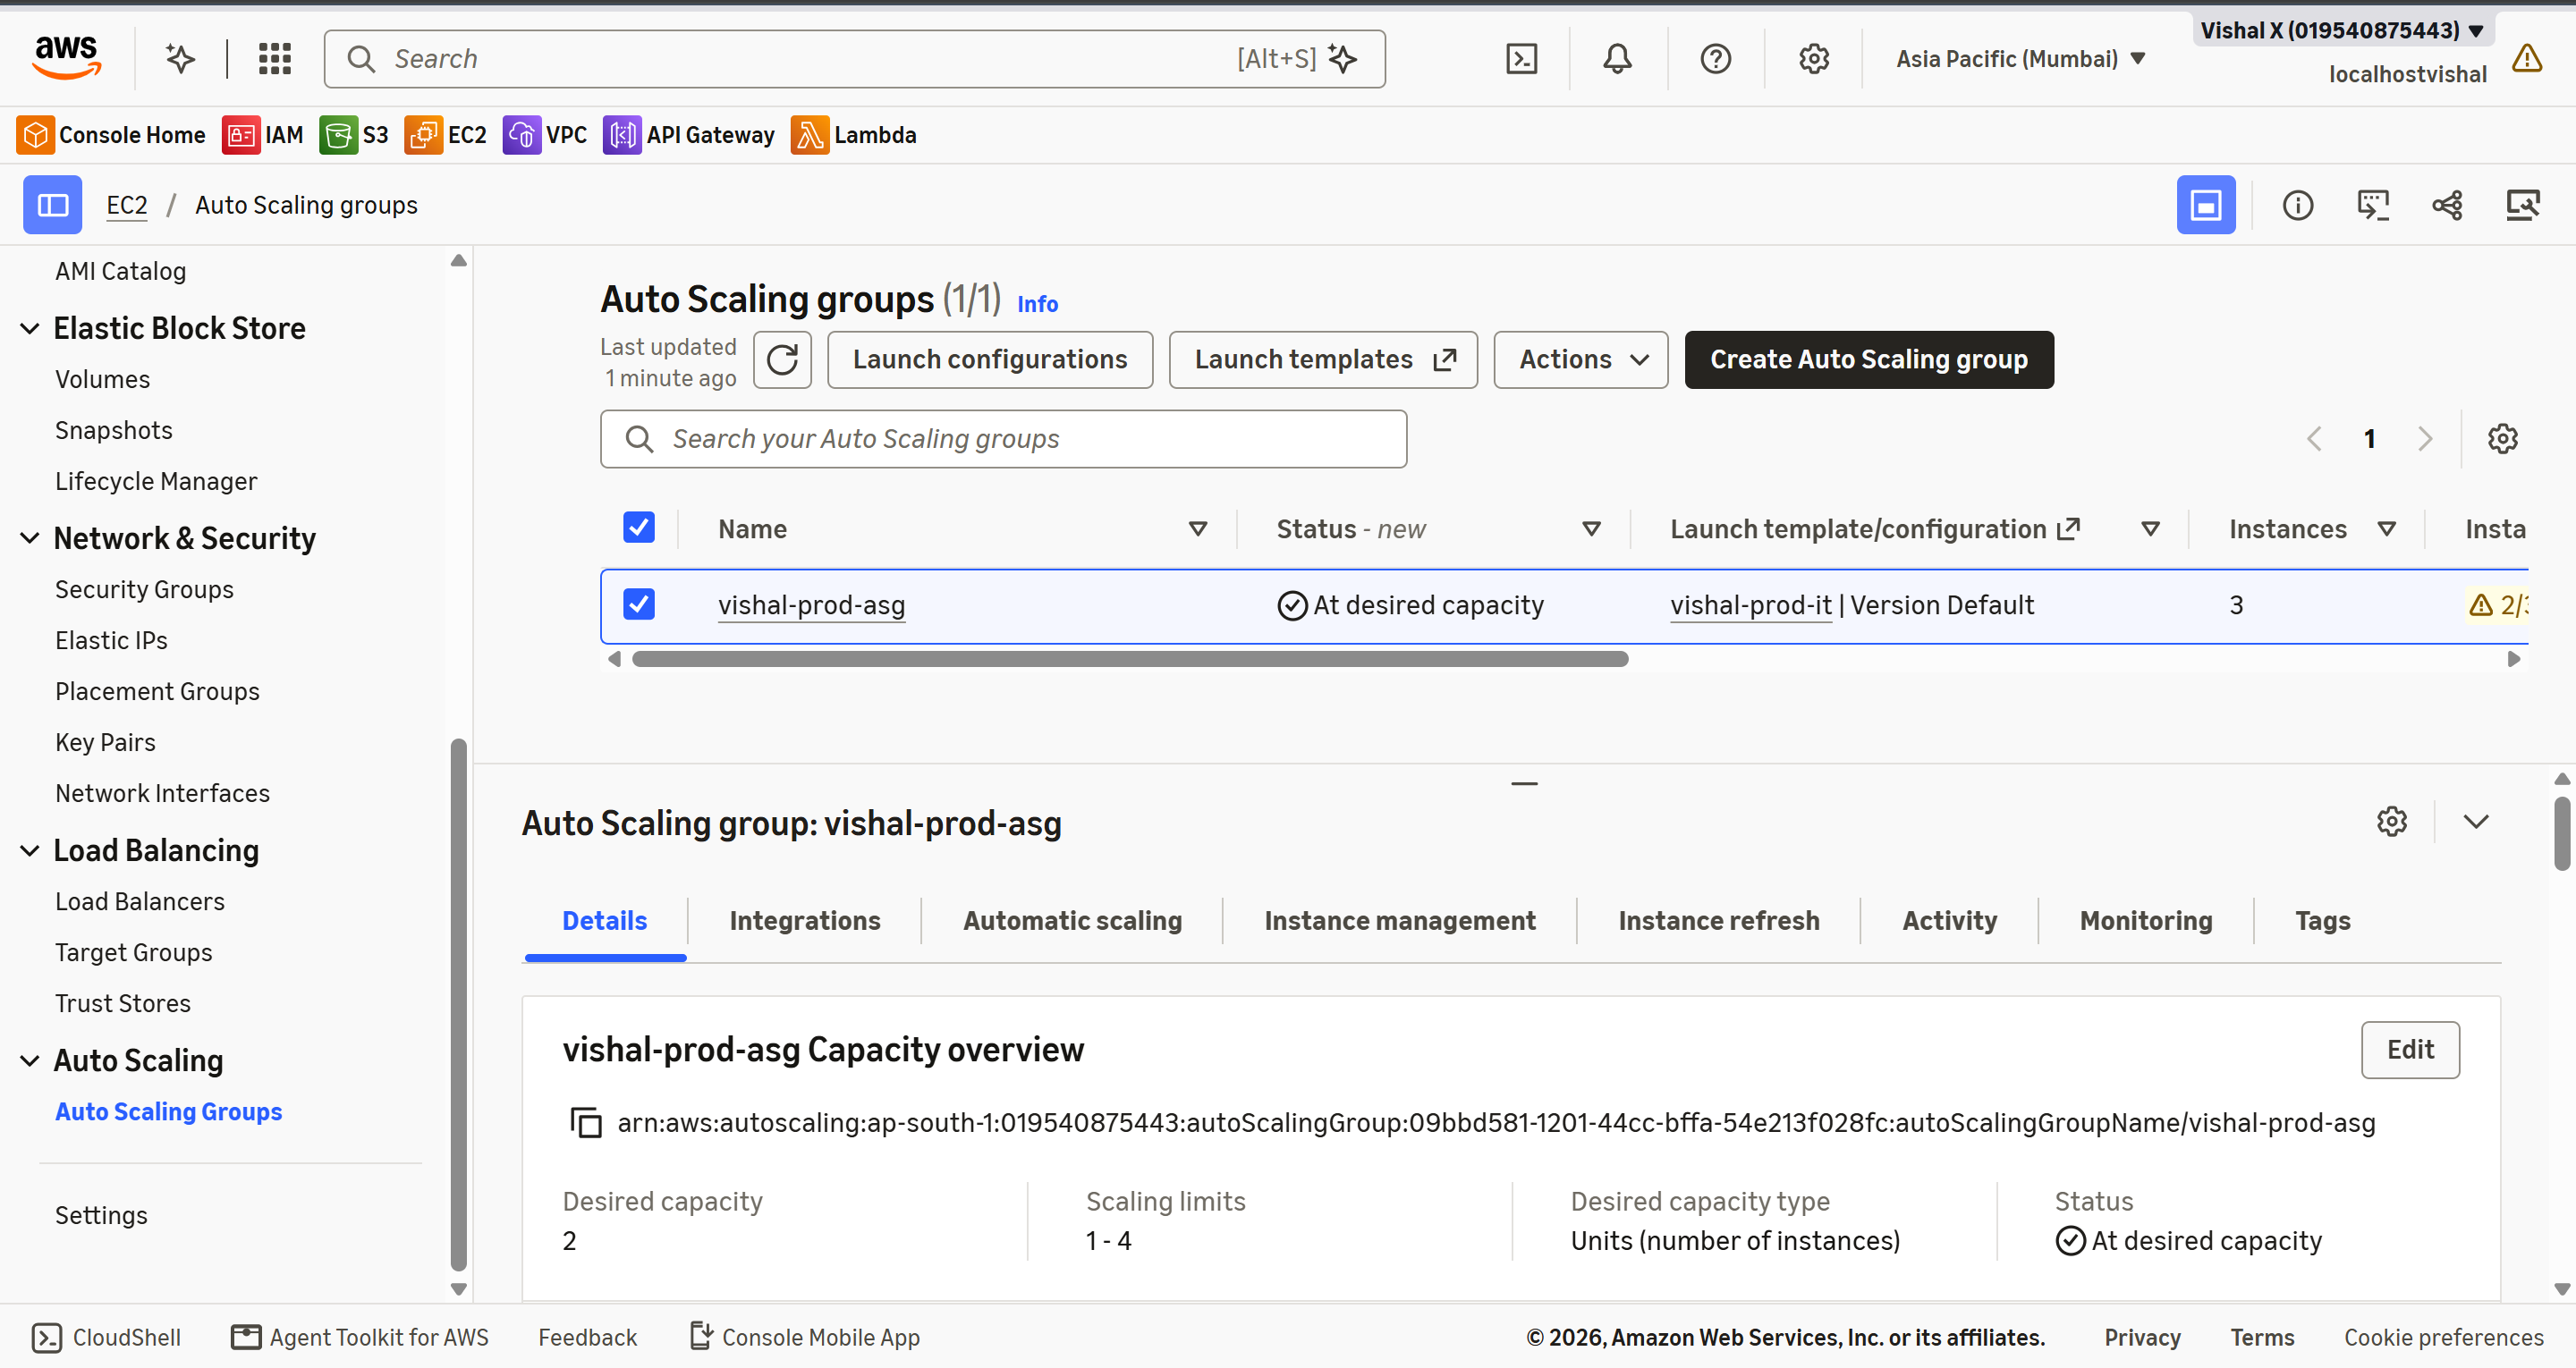 aws
Search [Alt+S]
Asia Pacific (Mumbai)
Vishal X (019540875443)
localhostvishal
Console Home IAM S3 EC2 VPC API Gateway Lambda
EC2 / Auto Scaling groups
AMI Catalog
Elastic Block Store
Volumes
Snapshots
Lifecycle Manager
Network & Security
Security Groups
Elastic IPs
Placement Groups
Key Pairs
Network Interfaces
Load Balancing
Load Balancers
Target Groups
Trust Stores
Auto Scaling
Auto Scaling Groups
Settings
Auto Scaling groups (1/1) Info
Last updated
1 minute ago
Launch configurations Launch templates Actions Create Auto Scaling group
Search your Auto Scaling groups
1
Name Status - new Launch template/configuration Instances Insta
vishal-prod-asg At desired capacity vishal-prod-it | Version Default 3 2/
Auto Scaling group: vishal-prod-asg
Details Integrations Automatic scaling Instance management Instance refresh Activity Monitoring Tags
vishal-prod-asg Capacity overview
Edit
arn:aws:autoscaling:ap-south-1:019540875443:autoScalingGroup:09bbd581-1201-44cc-bffa-54e213f028fc:autoScalingGroupName/vishal-prod-asg
Desired capacity Scaling limits Desired capacity type Status
2 1 - 4 Units (number of instances) At desired capacity
CloudShell Agent Toolkit for AWS Feedback Console Mobile App © 2026, Amazon Web Services, Inc. or its affiliates. Privacy Terms Cookie preferences